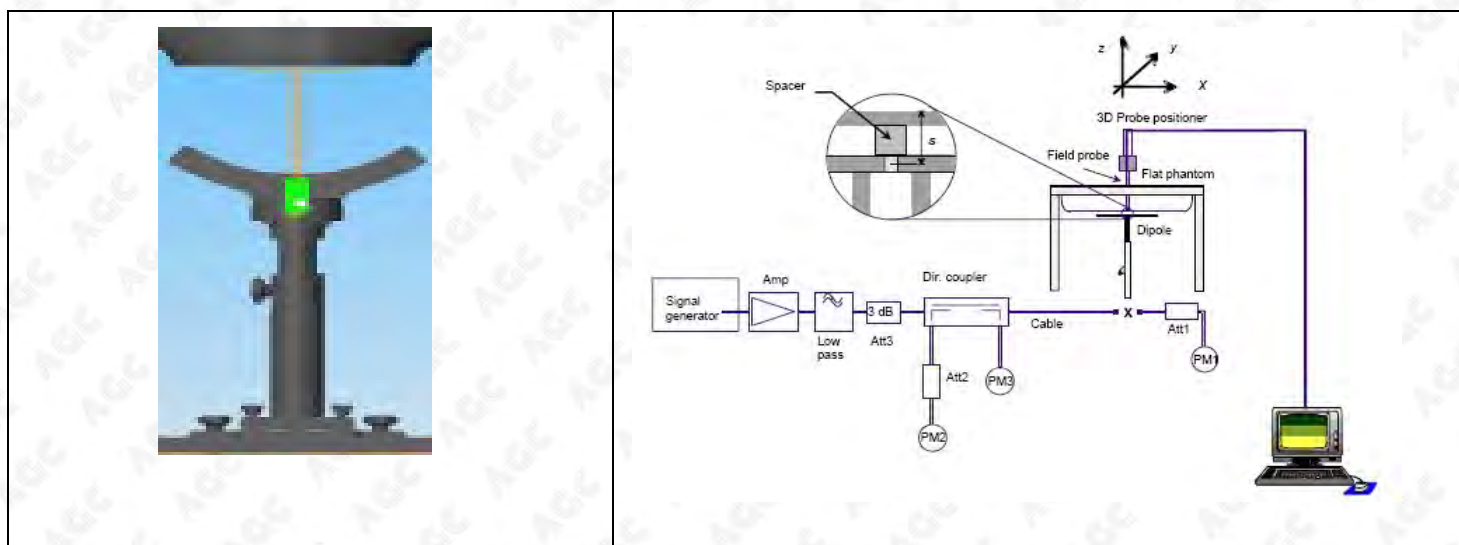 z
y
X
Spacer
s
3D Probe positioner
Field probe
Flat phantom
Dipole
Signal
generator
Amp
Low
pass
3 dB
Att3
Dir. coupler
Cable
x
Att1
PM1
Att2
PM3
PM2
AGC